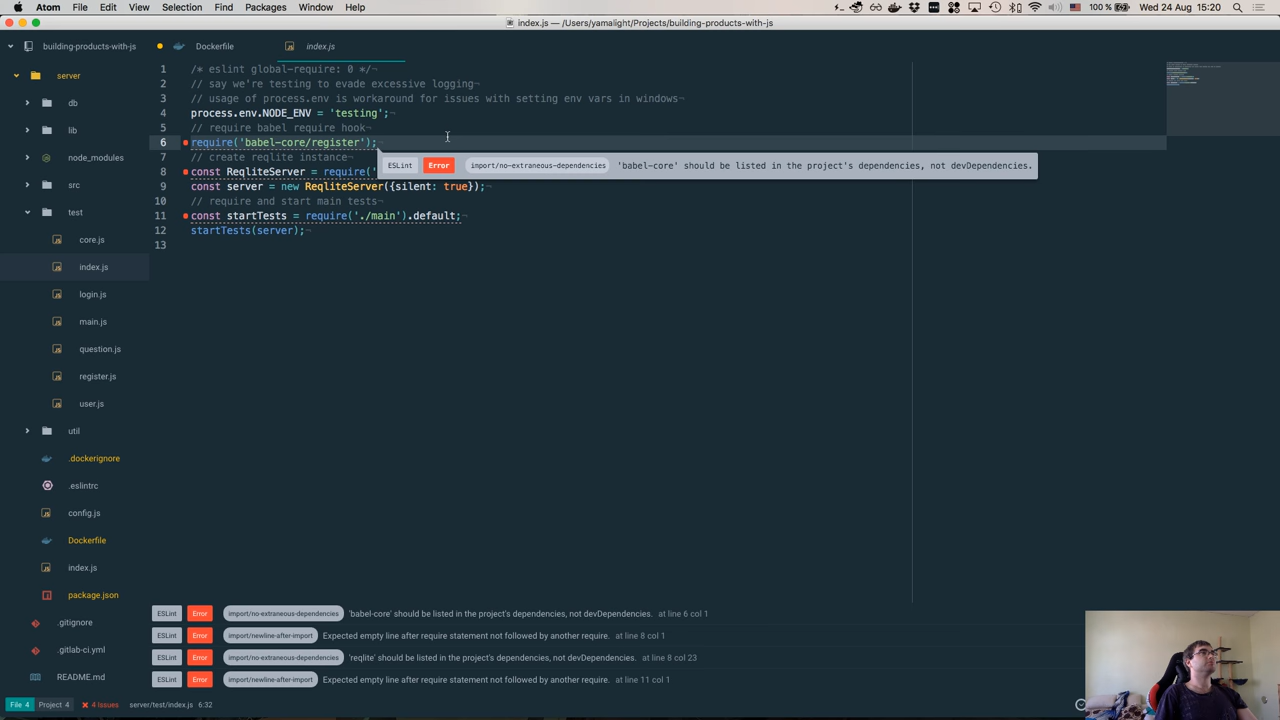 Atom File Edit View Selection Find Packages Window Help 100 % Wed 24 Aug 15:20
index.js — /Users/yamalight/Projects/building-products-with-js
building-products-with-js Dockerfile index.js
server
db
lib
node_modules
src
test
core.js
index.js
login.js
main.js
question.js
register.js
user.js
util
.dockerignore
.eslintrc
config.js
Dockerfile
index.js
package.json
.gitignore
.gitlab-ci.yml
README.md
1 /* eslint global-require: 0 */¬
2 // say we're testing to evade excessive logging¬
3 // usage of process.env is workaround for issues with setting env vars in windows¬
4 process.env.NODE_ENV = 'testing';¬
5 // require babel require hook¬
6 require('babel-core/register');¬
ESLint Error import/no-extraneous-dependencies 'babel-core' should be listed in the project's dependencies, not devDependencies.
7 // create reqlite instance¬
8 const ReqliteServer = require('
9 const server = new ReqliteServer({silent: true});¬
10 // require and start main tests¬
11 const startTests = require('./main').default;¬
12 startTests(server);¬
13
ESLint Error import/no-extraneous-dependencies 'babel-core' should be listed in the project's dependencies, not devDependencies. at line 6 col 1
ESLint Error import/newline-after-import Expected empty line after require statement not followed by another require. at line 8 col 1
ESLint Error import/no-extraneous-dependencies 'reqlite' should be listed in the project's dependencies, not devDependencies. at line 8 col 23
ESLint Error import/newline-after-import Expected empty line after require statement not followed by another require. at line 11 col 1
File 4 Project 4 4 Issues server/test/index.js 6:32